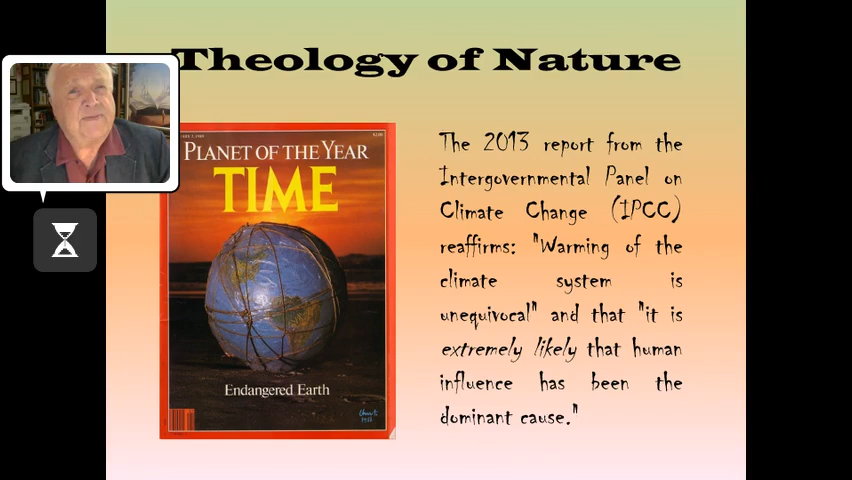 Theology of Nature
PLANET OF THE YEAR
TIME
Endangered Earth
The 2013 report from the
Intergovernmental Panel on
Climate Change (IPCC)
reaffirms: "Warming of the
climate system is
unequivocal" and that "it is
extremely likely that human
influence has been the
dominant cause."